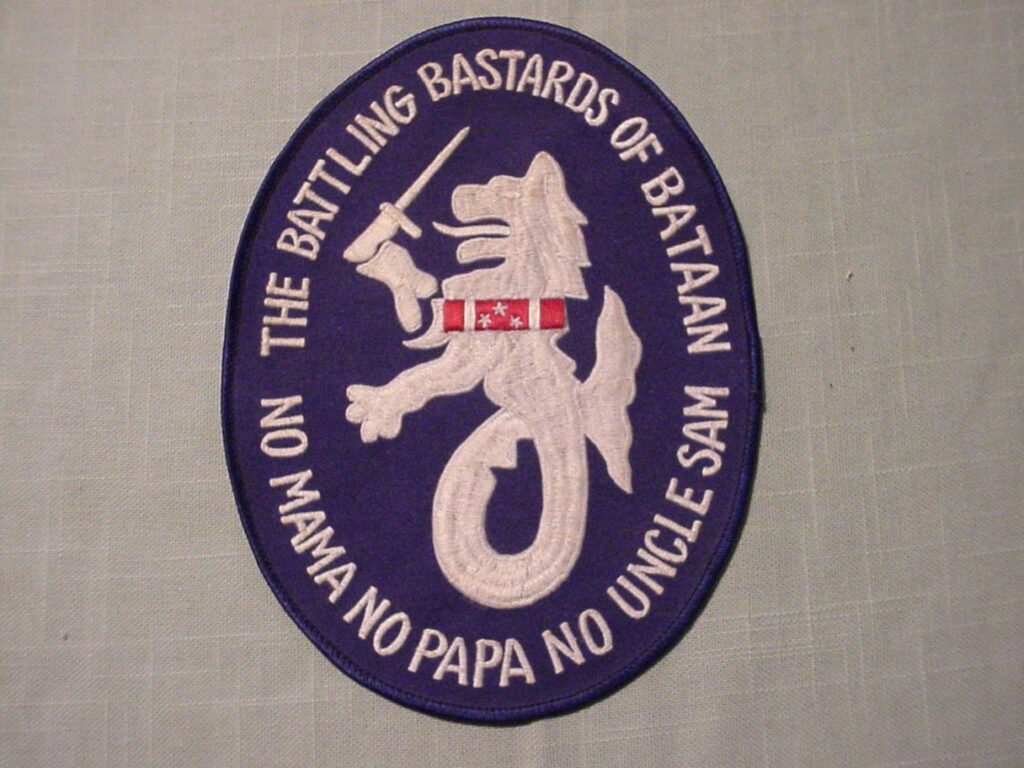 THE BATTLING BASTARDS OF BATAAN
NO MAMA NO PAPA NO UNCLE SAM